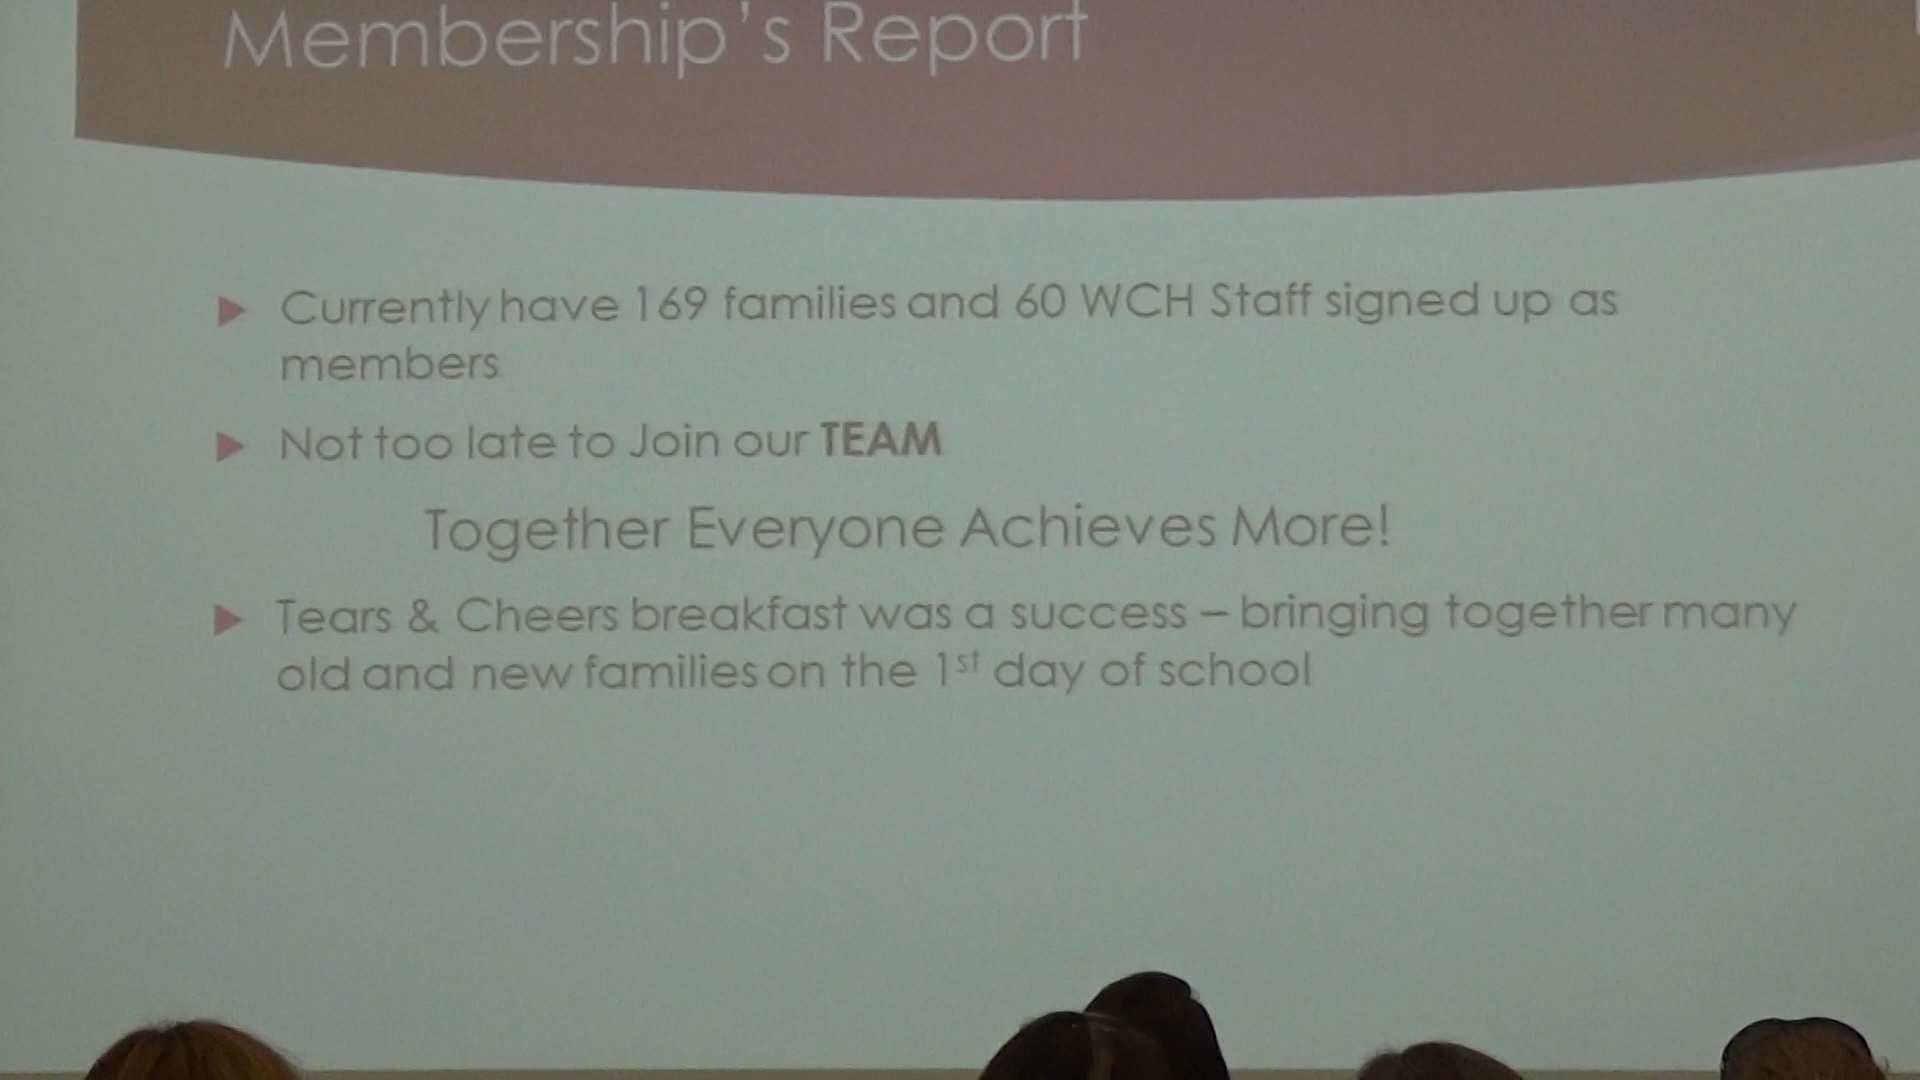 Membership's Report
Currently have 169 families and 60 WCH Staff signed up as
members
Not too late to Join our TEAM
Together Everyone Achieves More!
Tears & Cheers breakfast was a success – bringing together many
old and new families on the 1st day of school